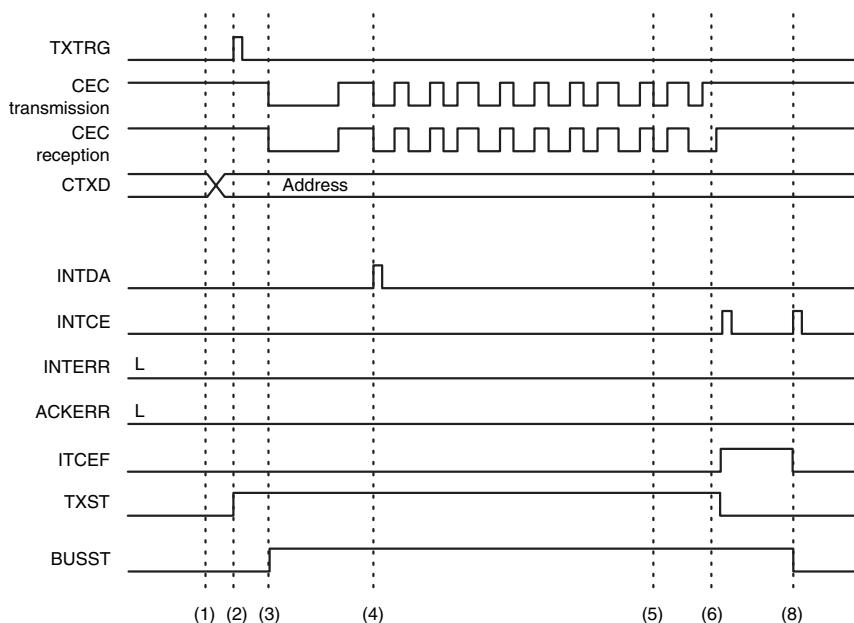 TXTRG
CEC
transmission
CEC
reception
CTXD
Address
INTDA
INTCE
INTERR
L
ACKERR
L
ITCEF
TXST
BUSST
(1) (2) (3) (4) (5) (6) (8)